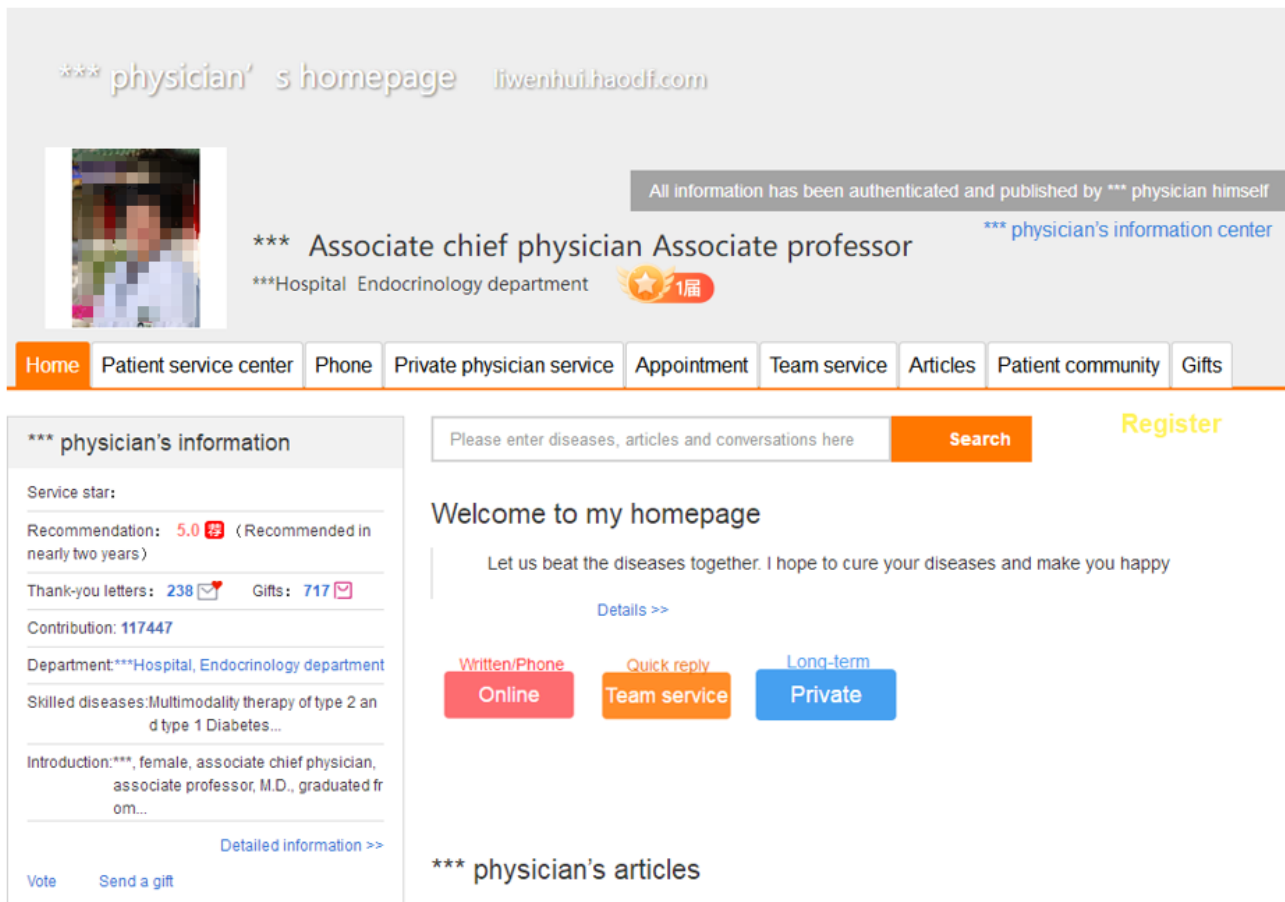 *** physician' s homepage liwenhui.haodf.com
All information has been authenticated and published by *** physician himself
*** physician's information center
*** Associate chief physician Associate professor
***Hospital Endocrinology department 1届
Home Patient service center Phone Private physician service Appointment Team service Articles Patient community Gifts
*** physician's information
Service star:
Recommendation: 5.0 荐 (Recommended in
nearly two years)
Thank-you letters: 238 Gifts: 717
Contribution: 117447
Department:***Hospital, Endocrinology department
Skilled diseases:Multimodality therapy of type 2 an
d type 1 Diabetes...
Introduction:***, female, associate chief physician,
associate professor, M.D., graduated fr
om...
Detailed information >>
Vote Send a gift
Please enter diseases, articles and conversations here Search Register
Welcome to my homepage
Let us beat the diseases together. I hope to cure your diseases and make you happy
Details >>
Written/Phone Quick reply Long-term
Online Team service Private
*** physician's articles